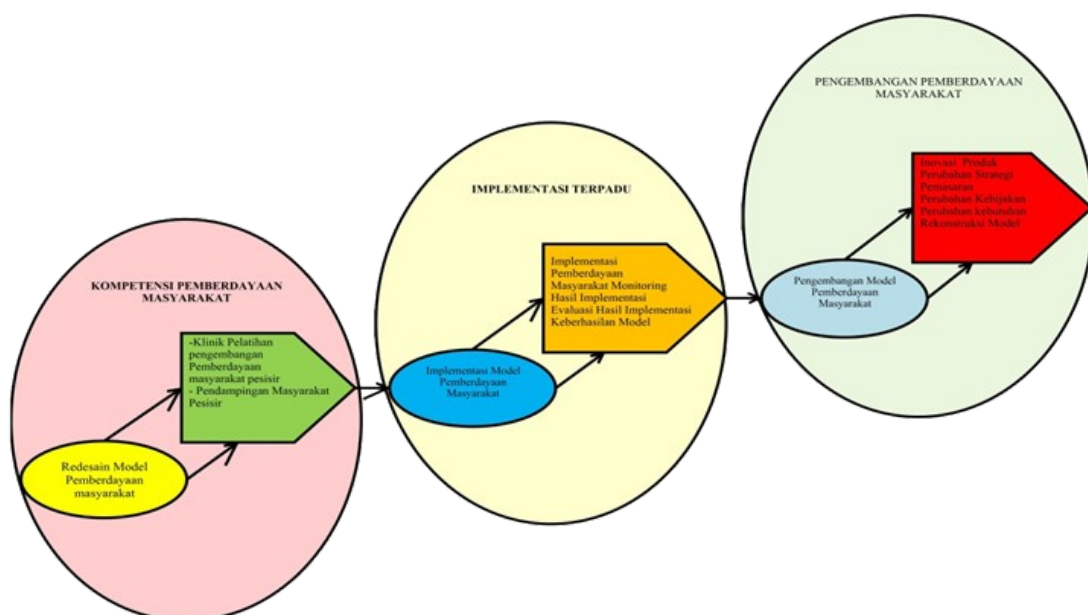 KOMPETENSI PEMBERDAYAAN
MASYARAKAT
-Klinik Pelatihan
pengembangan
Pemberdayaan
masyarakat pesisir
- Pendampingan Masyarakat
Pesisir
Redesain Model
Pemberdayaan
masyarakat
IMPLEMENTASI TERPADU
Implementasi
Pemberdayaan
Masyarakat Monitoring
Hasil Implementasi
Evaluasi Hasil Implementasi
Keberhasilan Model
Implementasi Model
Pemberdayaan
Masyarakat
PENGEMBANGAN PEMBERDAYAAN
MASYARAKAT
Inovasi Produk
Perubahan Strategi
Pemasaran
Perubahan Kebijakan
Perubahan kebutuhan
Rekonstruksi Model
Pengembangan Model
Pemberdayaan
Masyarakat